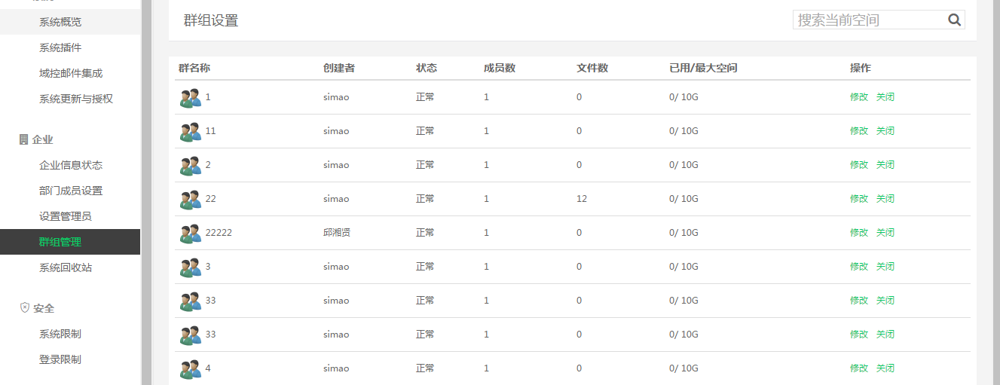 系统概览
系统插件
域控邮件集成
系统更新与授权
企业
企业信息状态
部门成员设置
设置管理员
群组管理
系统回收站
安全
系统限制
登录限制
群组设置
搜索当前空间
群名称 创建者 状态 成员数 文件数 已用/最大空间 操作
1 simao 正常 1 0 0/ 10G 修改 关闭
11 simao 正常 1 0 0/ 10G 修改 关闭
2 simao 正常 1 0 0/ 10G 修改 关闭
22 simao 正常 1 12 0/ 10G 修改 关闭
22222 邱湘贤 正常 1 0 0/ 10G 修改 关闭
3 simao 正常 1 0 0/ 10G 修改 关闭
33 simao 正常 1 0 0/ 10G 修改 关闭
33 simao 正常 1 0 0/ 10G 修改 关闭
4 simao 正常 1 0 0/ 10G 修改 关闭